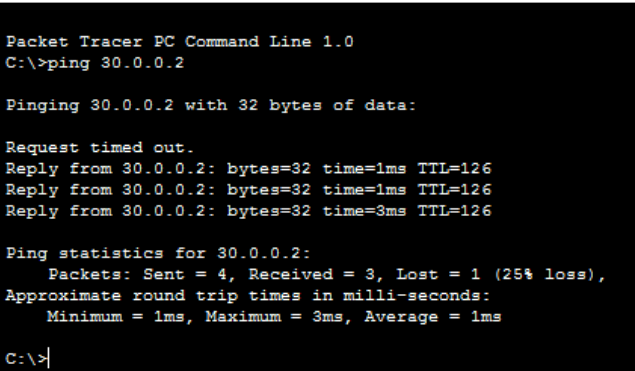 Packet Tracer PC Command Line 1.0
C:\>ping 30.0.0.2
Pinging 30.0.0.2 with 32 bytes of data:
Request timed out.
Reply from 30.0.0.2: bytes=32 time=1ms TTL=126
Reply from 30.0.0.2: bytes=32 time=1ms TTL=126
Reply from 30.0.0.2: bytes=32 time=3ms TTL=126
Ping statistics for 30.0.0.2:
    Packets: Sent = 4, Received = 3, Lost = 1 (25% loss),
Approximate round trip times in milli-seconds:
    Minimum = 1ms, Maximum = 3ms, Average = 1ms
C:\>